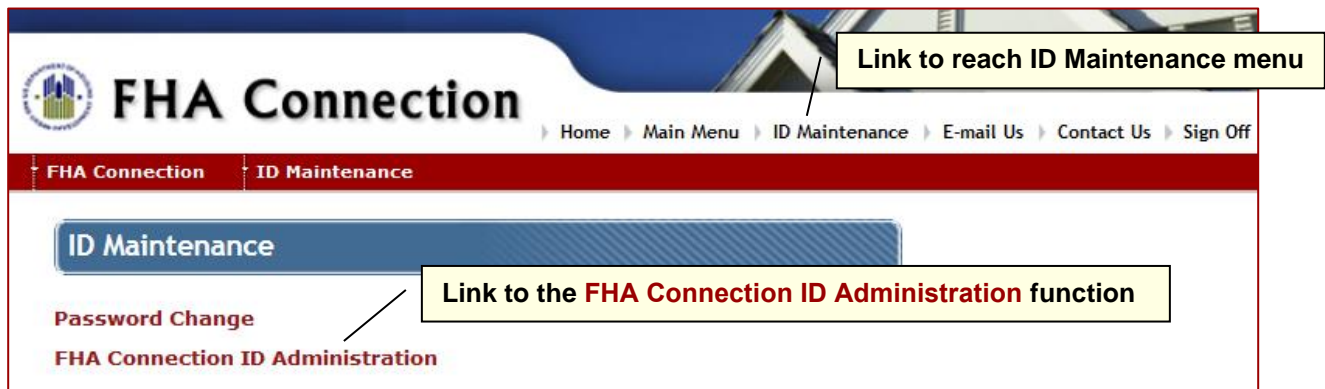 Link to reach ID Maintenance menu
FHA Connection
Home Main Menu ID Maintenance E-mail Us Contact Us Sign Off
FHA Connection ID Maintenance
ID Maintenance
Link to the FHA Connection ID Administration function
Password Change
FHA Connection ID Administration